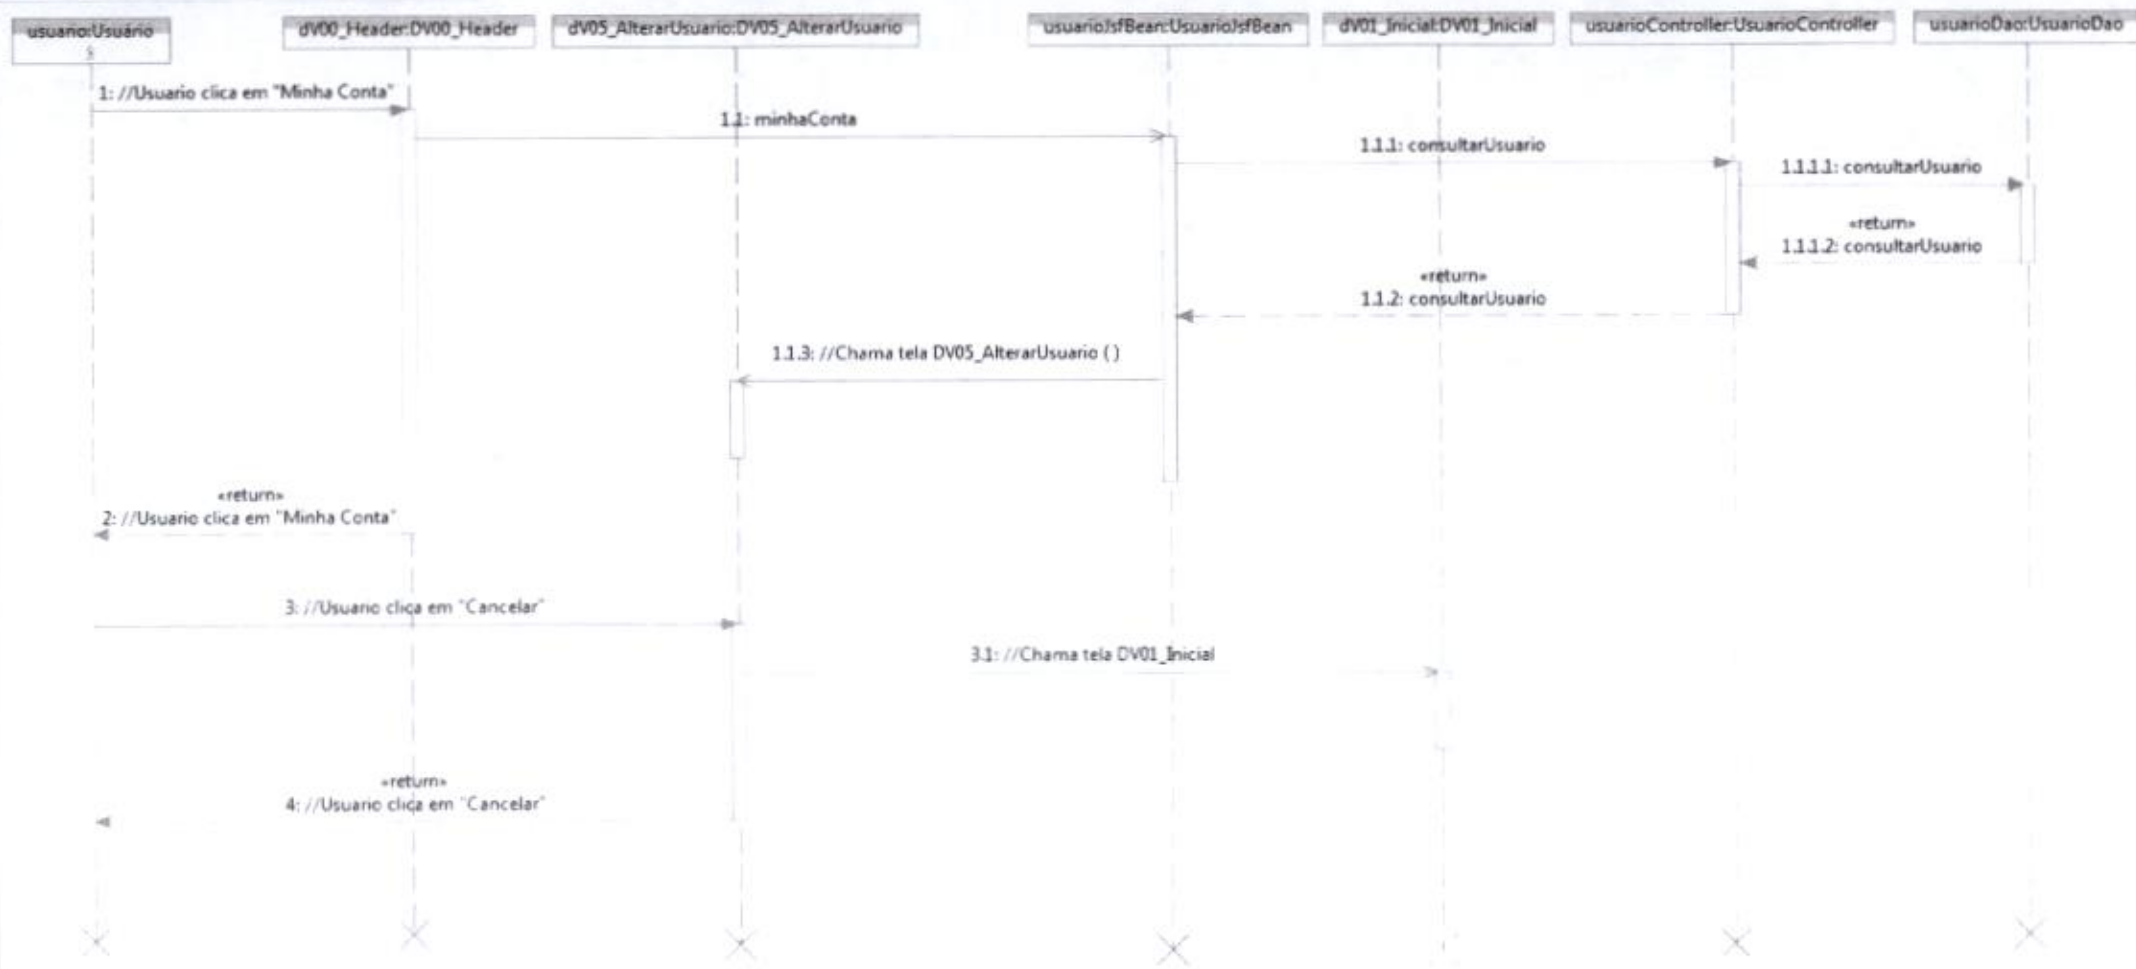 usuario:Usuário
dV00_Header:DV00_Header
dV05_AlterarUsuario:DV05_AlterarUsuario
usuarioJsfBean:UsuarioJsfBean
dV01_Inicial:DV01_Inicial
usuarioController:UsuarioController
usuarioDao:UsuarioDao
1: //Usuario clica em "Minha Conta"
1.1: minhaConta
1.1.1: consultarUsuario
1.1.1.1: consultarUsuario
«return»
1.1.1.2: consultarUsuario
«return»
1.1.2: consultarUsuario
1.1.3: //Chama tela DV05_AlterarUsuario ( )
«return»
2: //Usuario clica em "Minha Conta"
3: //Usuario clica em "Cancelar"
3.1: //Chama tela DV01_Inicial
«return»
4: //Usuario clica em "Cancelar"